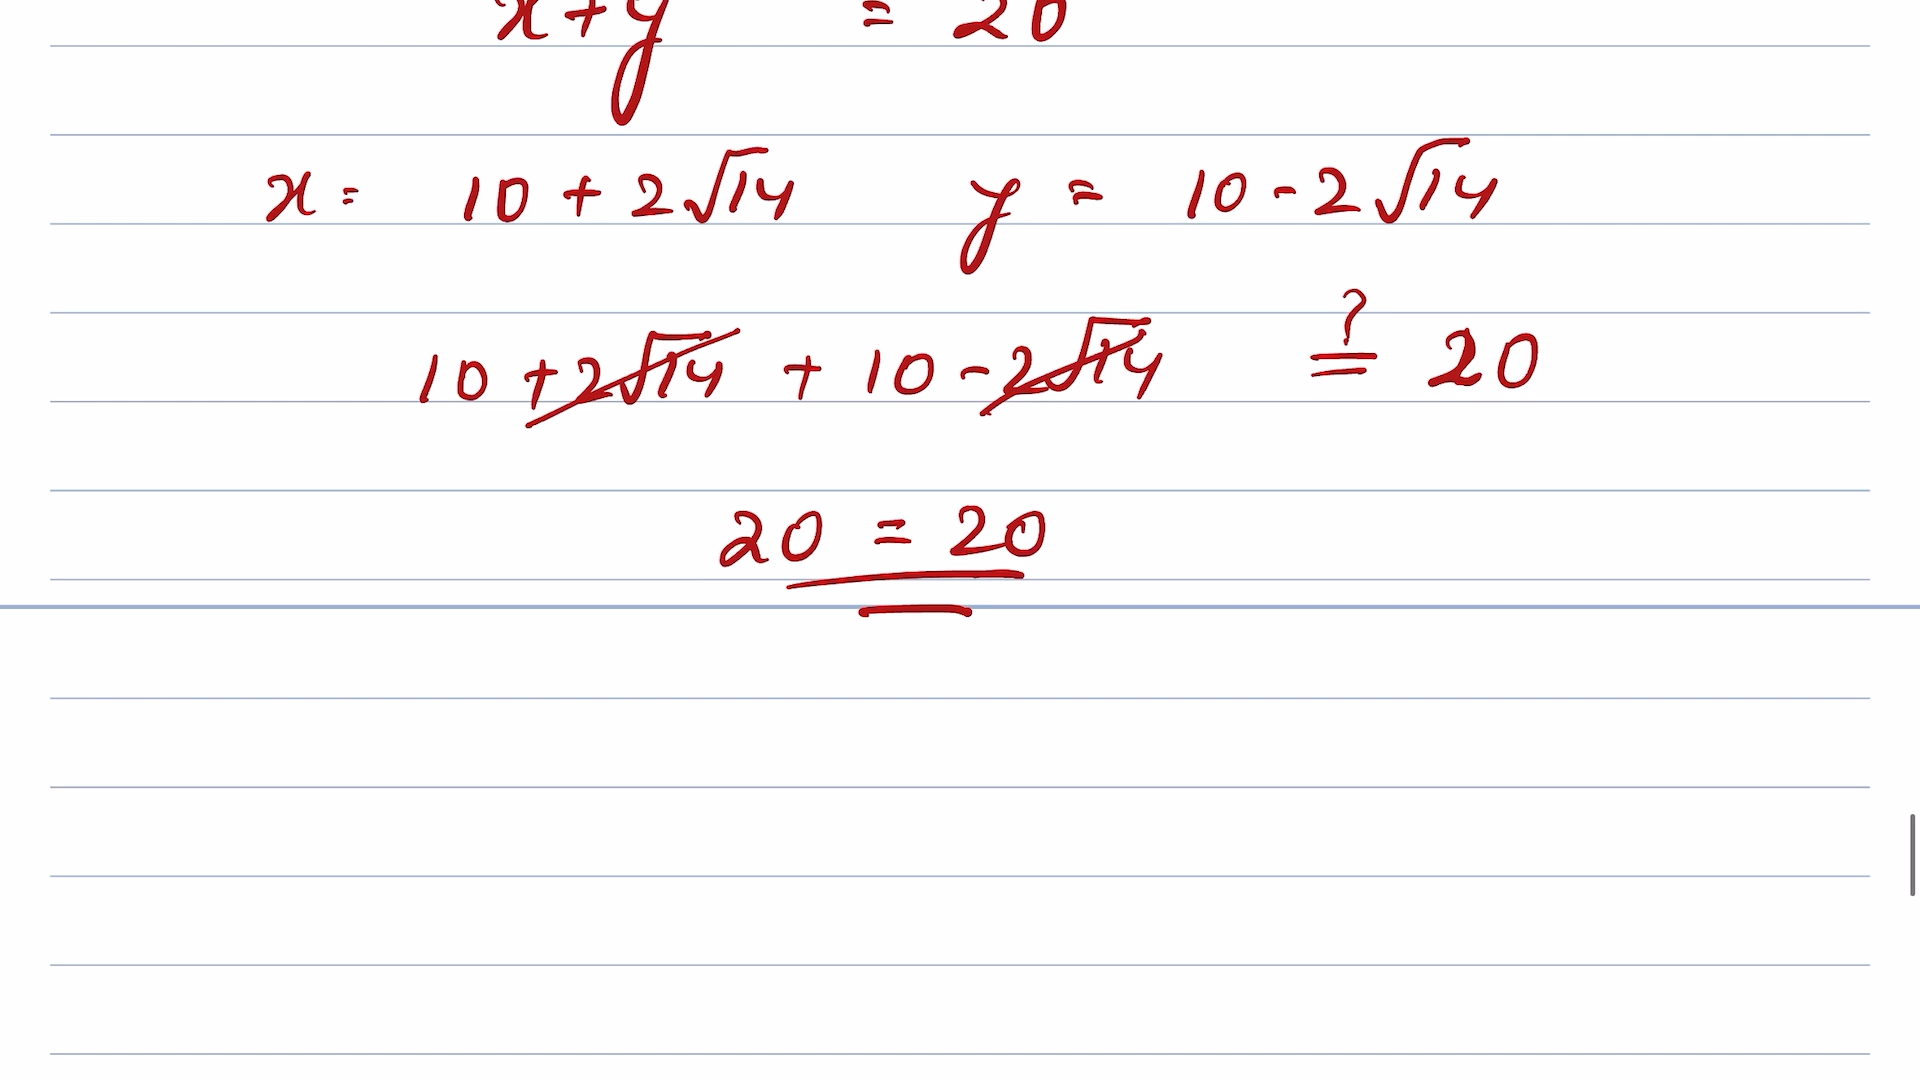 x+y = 20
x = 10 + 2√14 y = 10 - 2√14
10 + 2√14 + 10 - 2√14 ≟ 20
20 = 20